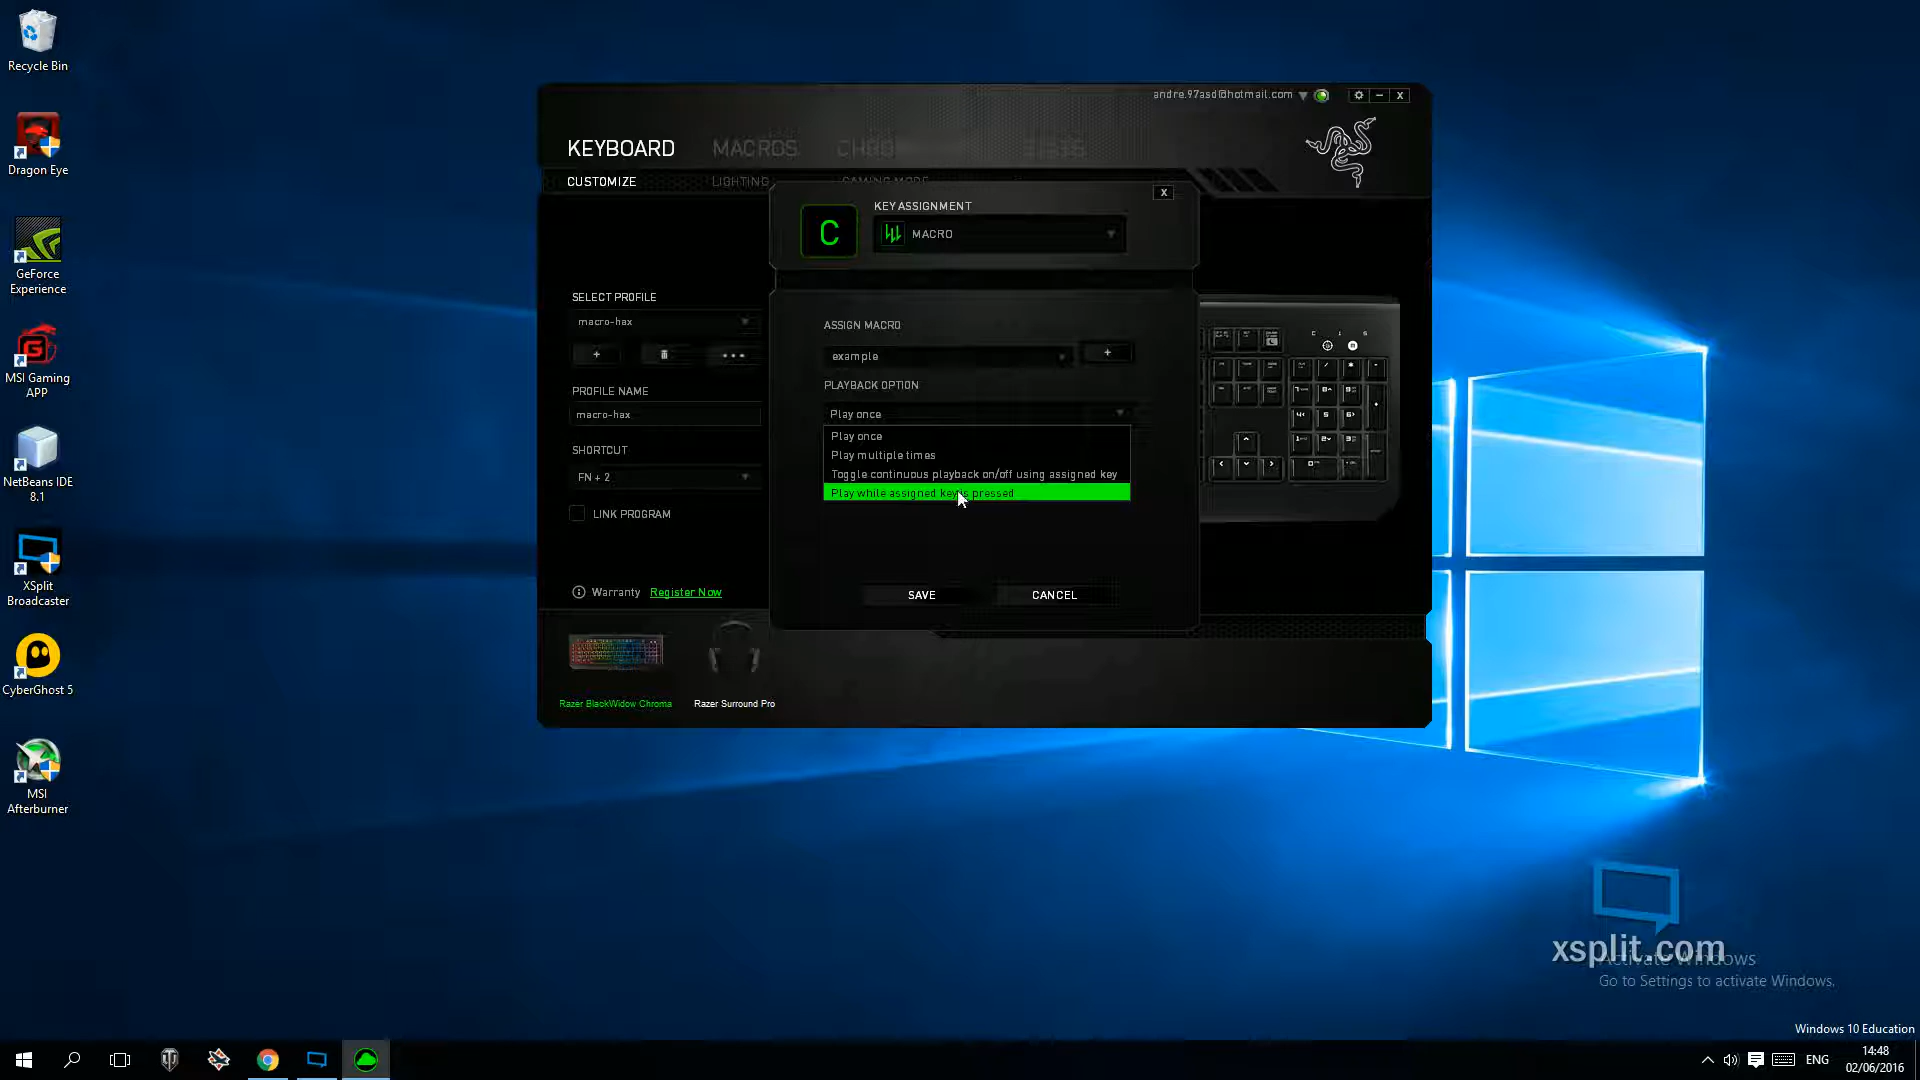 Recycle Bin
Dragon Eye
GeForce
Experience
MSI Gaming
APP
NetBeans IDE
8.1
XSplit
Broadcaster
CyberGhost 5
MSI
Afterburner
andre.97asd@hotmail.com
X
KEYBOARD
MACROS
CUSTOMIZE
LIGHTING
GAMING MODE
X
KEY ASSIGNMENT
C
MACRO
SELECT PROFILE
macro-hax
+
PROFILE NAME
macro-hax
SHORTCUT
FN + 2
LINK PROGRAM
Warranty Register Now
ASSIGN MACRO
example
+
PLAYBACK OPTION
Play once
Play once
Play multiple times
Toggle continuous playback on/off using assigned key
Play while assigned key is pressed
SAVE
CANCEL
Razer BlackWidow Chroma
Razer Surround Pro
xsplit.com
Activate Windows
Go to Settings to activate Windows.
Windows 10 Education
ENG
14:48
02/06/2016